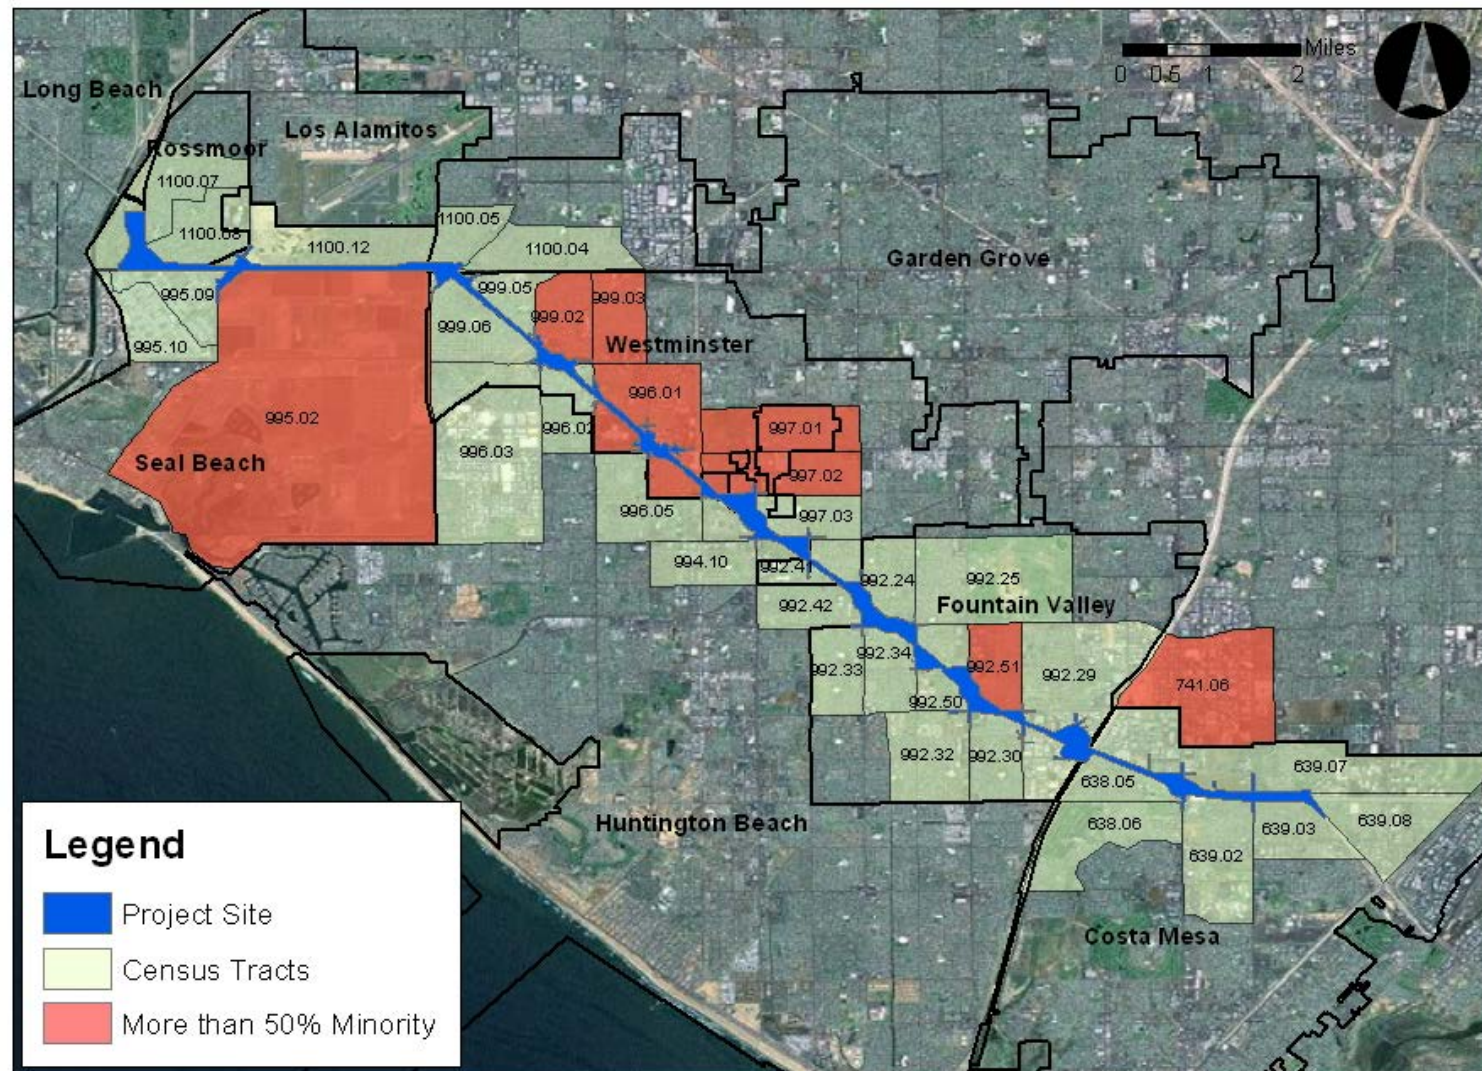 Miles
0 0.5 1 2
Long Beach
Los Alamitos
Rossmoor
1100.07
1100.05
1100.08
1100.12
1100.04
Garden Grove
995.09
999.05
999.03
999.02
999.06
995.10
Westminster
996.01
995.02
996.02
997.01
996.03
Seal Beach
997.02
996.05
997.03
994.10
992.41
992.24
992.25
992.42
Fountain Valley
992.34
992.33
992.51
992.29
741.06
992.50
992.32
992.30
639.07
638.05
Huntington Beach
638.06
639.03
639.08
639.02
Costa Mesa
Legend
Project Site
Census Tracts
More than 50% Minority